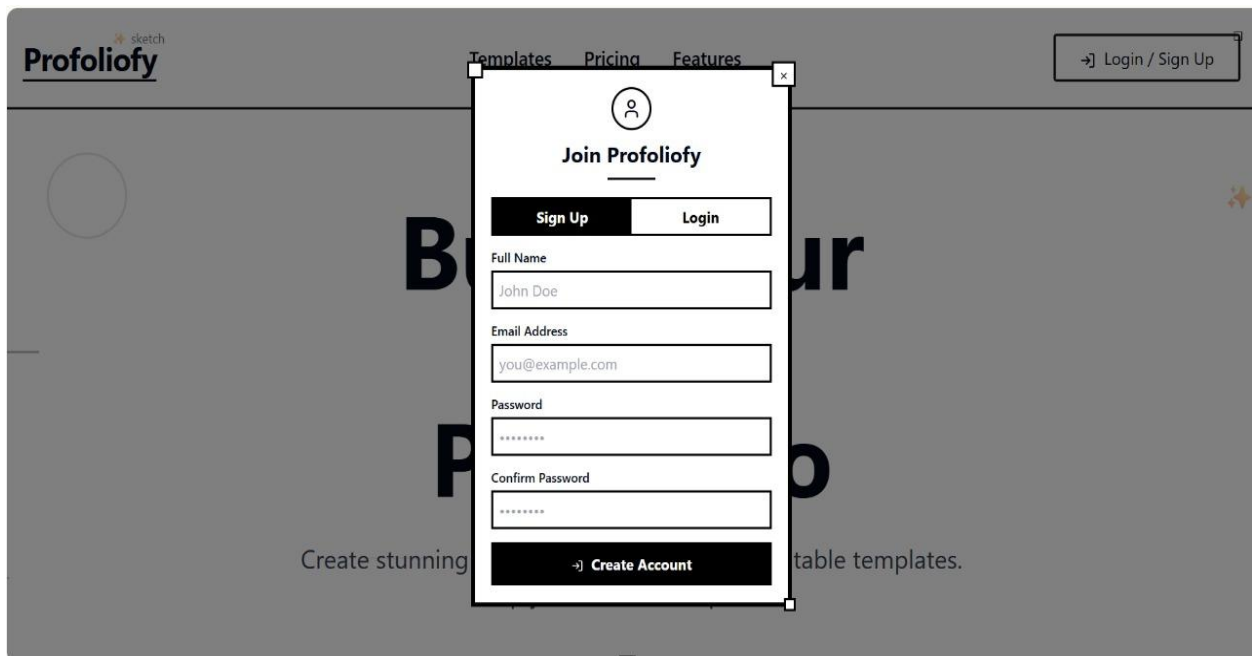 ✨ sketch
Profoliofy
Templates Pricing Features
Login / Sign Up
×
Join Profoliofy
Sign Up Login
Full Name
John Doe
Email Address
you@example.com
Password
••••••••
Confirm Password
••••••••
Create Account
Create stunning
table templates.